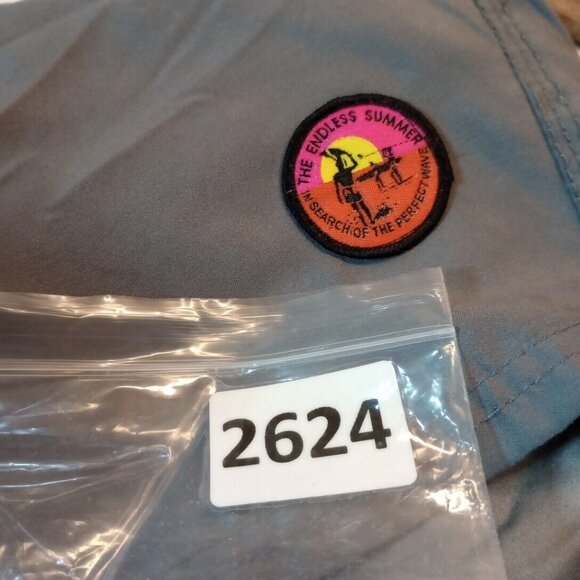 THE ENDLESS SUMMER
IN SEARCH OF THE PERFECT WAVE
2624